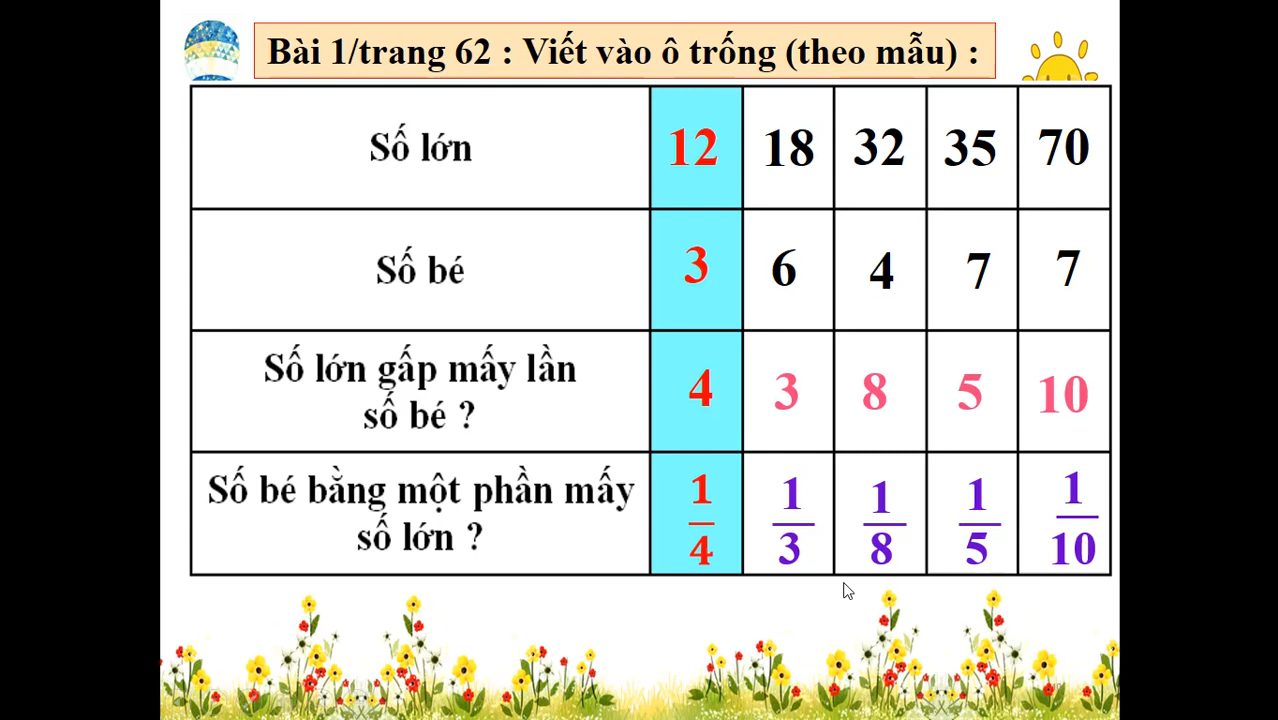 Bài 1/trang 62 : Viết vào ô trống (theo mẫu) :
Số lớn 12 18 32 35 70
Số bé 3 6 4 7 7
Số lớn gấp mấy lần
số bé ? 4 3 8 5 10
Số bé bằng một phần mấy
số lớn ? 1/4 1/3 1/8 1/5 1/10